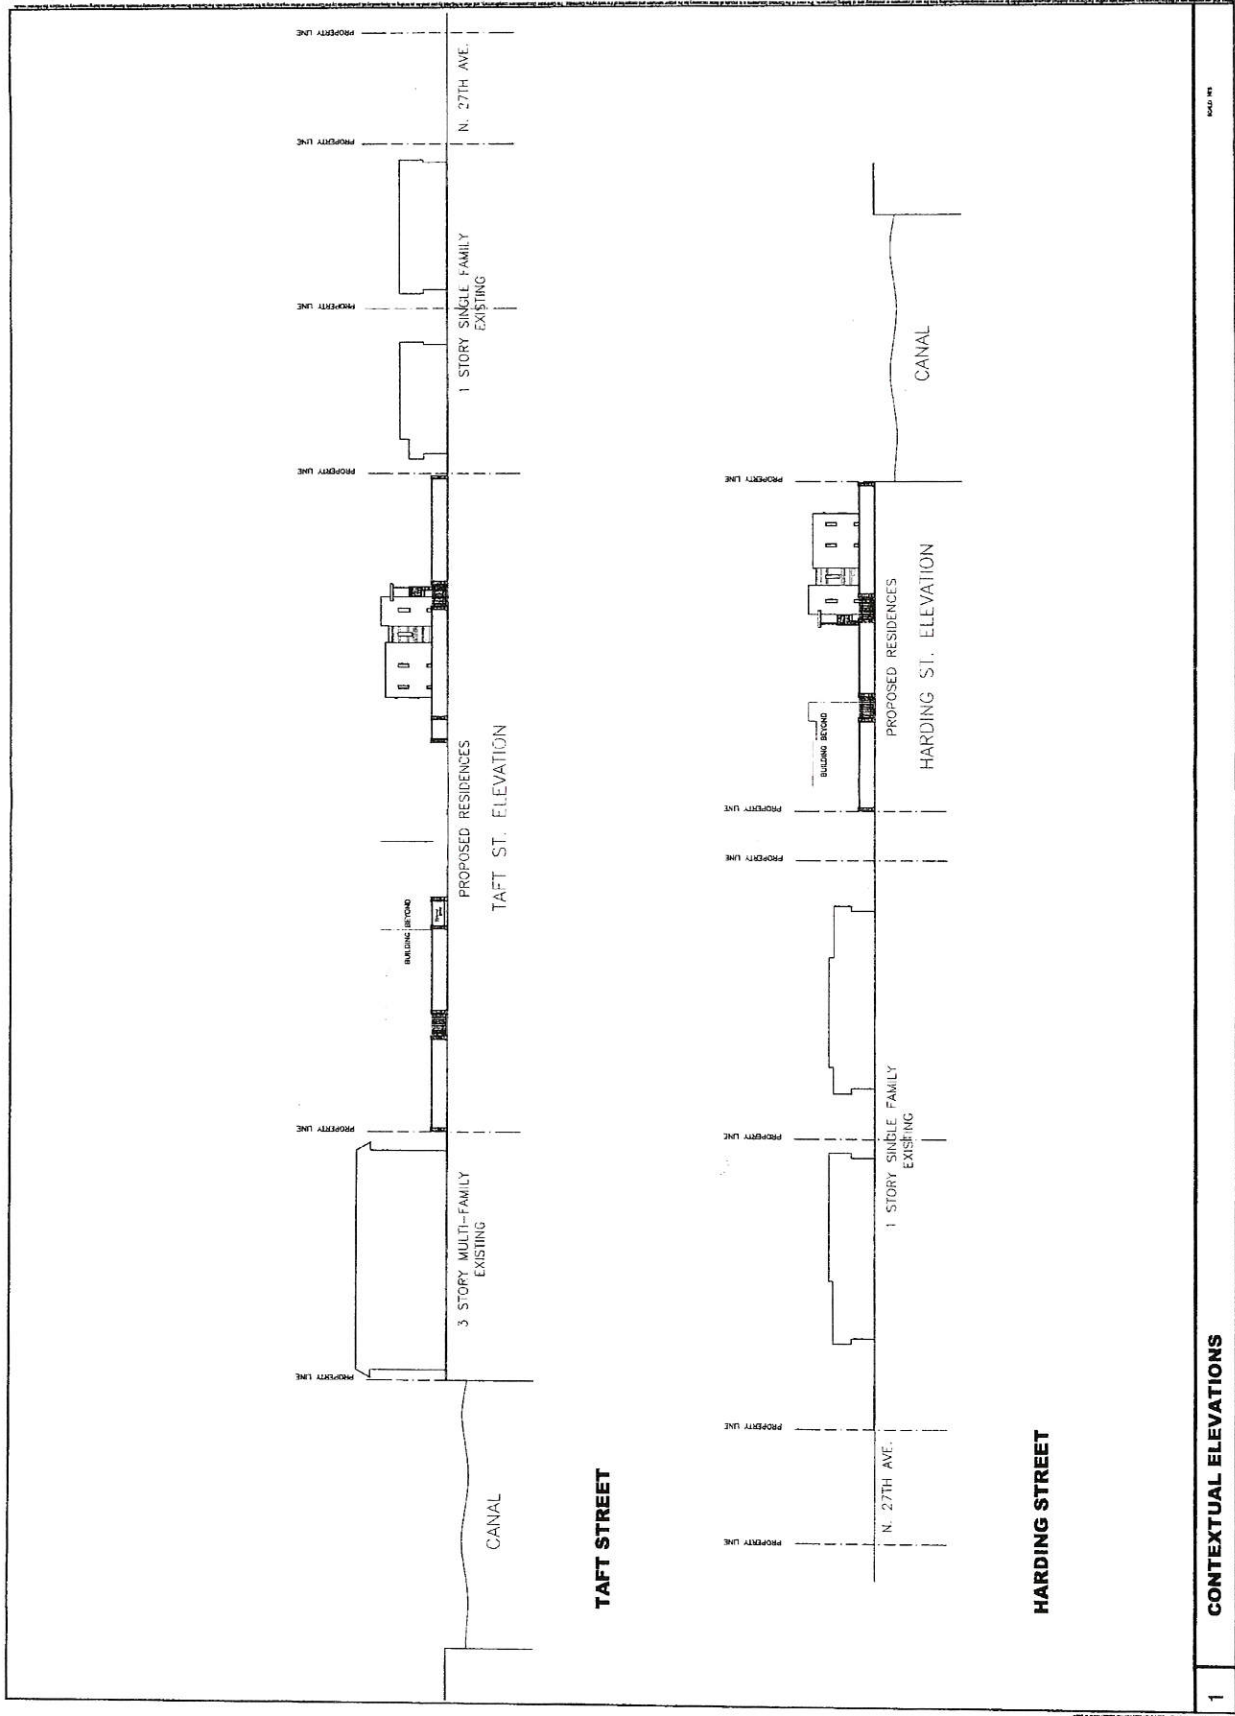 PROPERTY LINE
PROPERTY LINE
PROPERTY LINE
PROPERTY LINE
PROPERTY LINE
PROPERTY LINE
BUILDING BEYOND
CANAL
3 STORY MULTI-FAMILY
EXISTING
PROPOSED RESIDENCES
TAFT ST. ELEVATION
1 STORY SINGLE FAMILY
EXISTING
N. 27TH AVE.
TAFT STREET
PROPERTY LINE
PROPERTY LINE
PROPERTY LINE
PROPERTY LINE
PROPERTY LINE
PROPERTY LINE
BUILDING BEYOND
N. 27TH AVE.
1 STORY SINGLE FAMILY
EXISTING
PROPOSED RESIDENCES
HARDING ST. ELEVATION
CANAL
HARDING STREET
1
CONTEXTUAL ELEVATIONS
SCALE: NTS